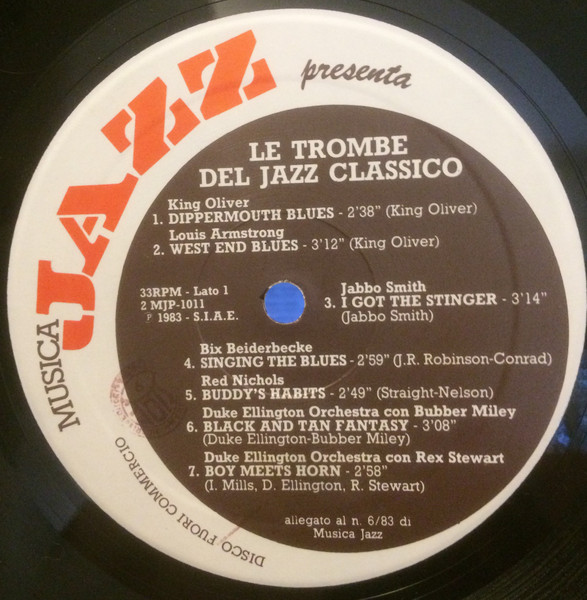 MUSICA JAZZ presenta
LE TROMBE
DEL JAZZ CLASSICO
King Oliver
1. DIPPERMOUTH BLUES - 2'38" (King Oliver)
Louis Armstrong
2. WEST END BLUES - 3'12" (King Oliver)
33RPM - Lato 1
2 MJP-1011
℗ 1983 - S.I.A.E.
Jabbo Smith
3. I GOT THE STINGER - 3'14"
(Jabbo Smith)
Bix Beiderbecke
4. SINGING THE BLUES - 2'59" (J.R. Robinson-Conrad)
Red Nichols
5. BUDDY'S HABITS - 2'49" (Straight-Nelson)
Duke Ellington Orchestra con Bubber Miley
6. BLACK AND TAN FANTASY - 3'08"
(Duke Ellington-Bubber Miley)
Duke Ellington Orchestra con Rex Stewart
7. BOY MEETS HORN - 2'58"
(I. Mills, D. Ellington, R. Stewart)
allegato al n. 6/83 di
Musica Jazz
DISCO FUORI COMMERCIO